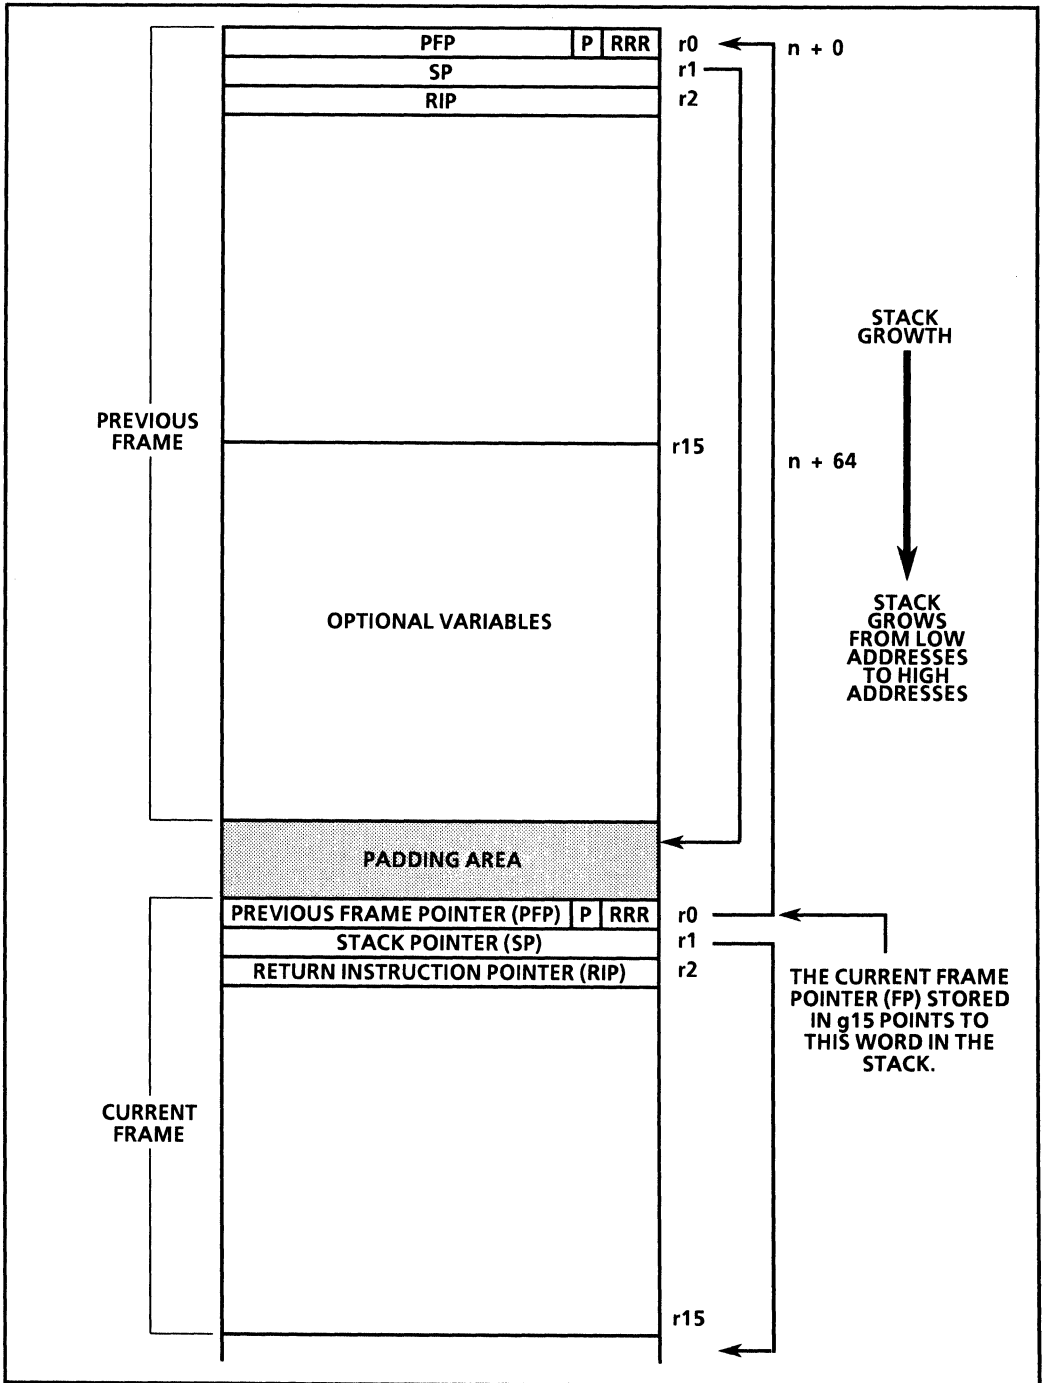 PFP P RRR r0 n + 0
SP r1
RIP r2
STACK
GROWTH
PREVIOUS
FRAME
r15
n + 64
STACK
GROWS
FROM LOW
ADDRESSES
TO HIGH
ADDRESSES
OPTIONAL VARIABLES
PADDING AREA
PREVIOUS FRAME POINTER (PFP) P RRR r0
STACK POINTER (SP) r1
RETURN INSTRUCTION POINTER (RIP) r2
THE CURRENT FRAME
POINTER (FP) STORED
IN g15 POINTS TO
THIS WORD IN THE
STACK.
CURRENT
FRAME
r15